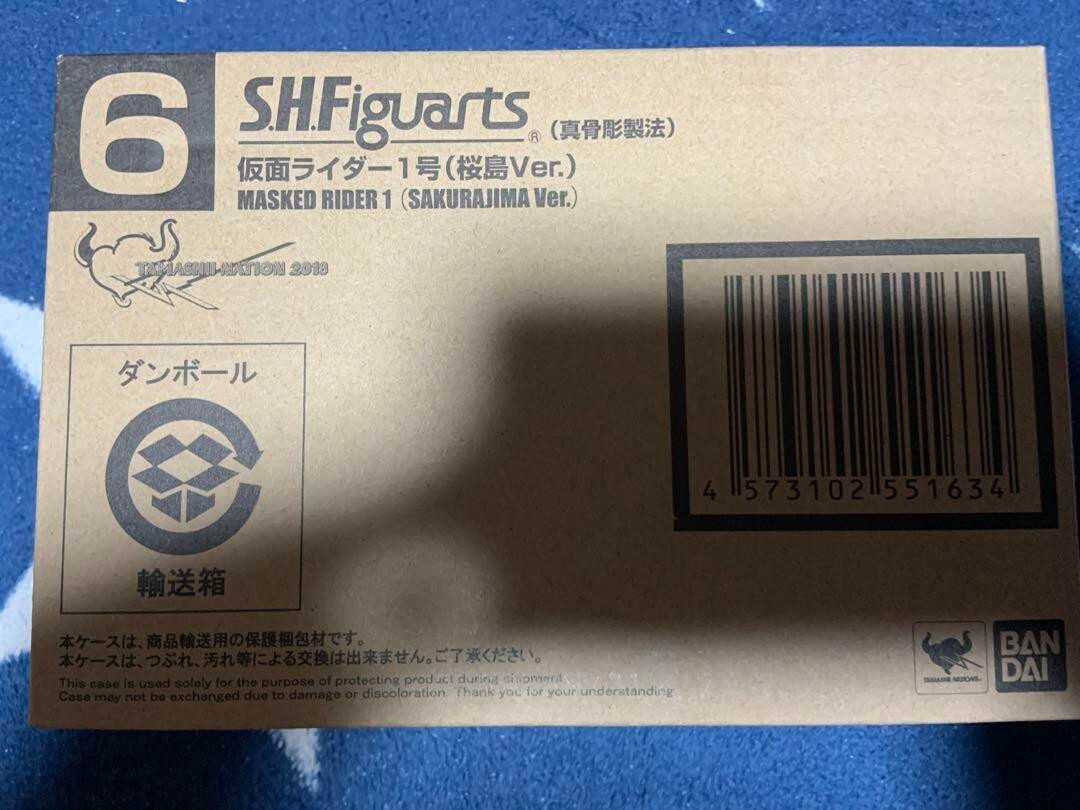 6
S.H.Figuarts® (真骨彫製法)
仮面ライダー1号(桜島Ver.)
MASKED RIDER 1 (SAKURAJIMA Ver.)
TAMASHII NATION 2018
ダンボール
輸送箱
4 573102 551634
本ケースは、商品輸送用の保護梱包材です。
本ケースは、つぶれ、汚れ等による交換は出来ません。ご了承ください。
This case is used solely for the purpose of protecting product during shipment.
Case may not be exchanged due to damage or discoloration. Thank you for your understanding
TAMASHII NATIONS
BAN
DAI